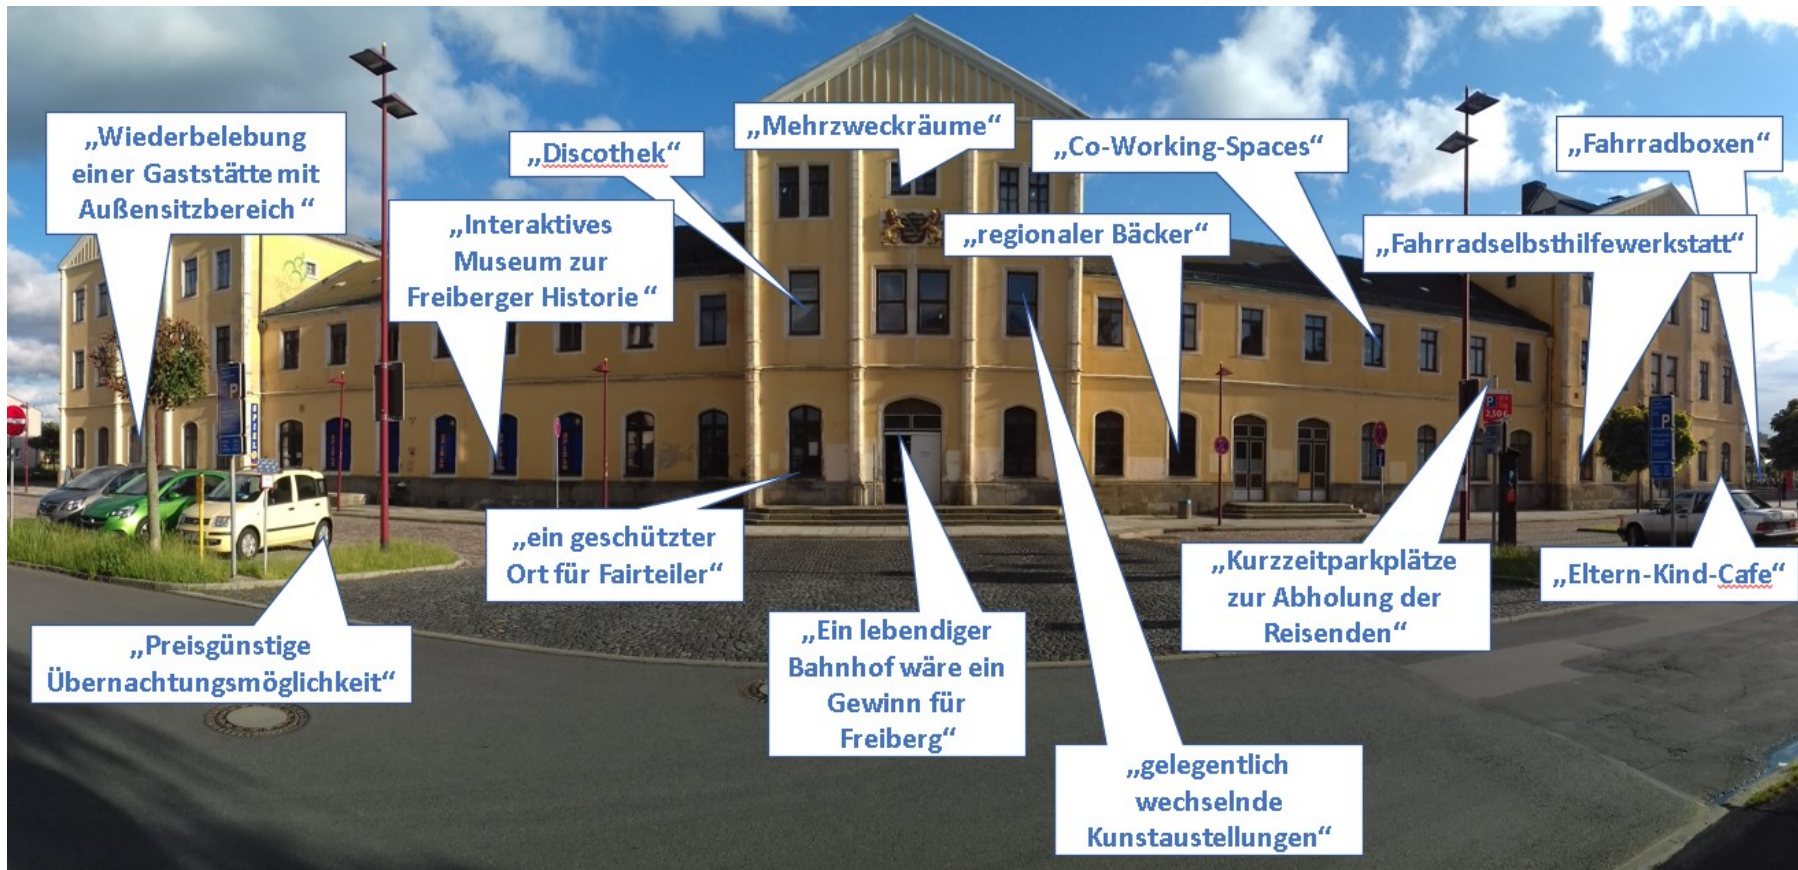 „Wiederbelebung
einer Gaststätte mit
Außensitzbereich “
„Interaktives
Museum zur
Freiberger Historie “
„Discothek“
„Mehrzweckräume“
„Co-Working-Spaces“
„regionaler Bäcker“
„Fahrradboxen“
„Fahrradselbsthilfewerkstatt“
P
P
2,50 €
P
„ein geschützter
Ort für Fairteiler“
„Preisgünstige
Übernachtungsmöglichkeit“
„Ein lebendiger
Bahnhof wäre ein
Gewinn für
Freiberg“
„Kurzzeitparkplätze
zur Abholung der
Reisenden“
„Eltern-Kind-Cafe“
„gelegentlich
wechselnde
Kunstaustellungen“